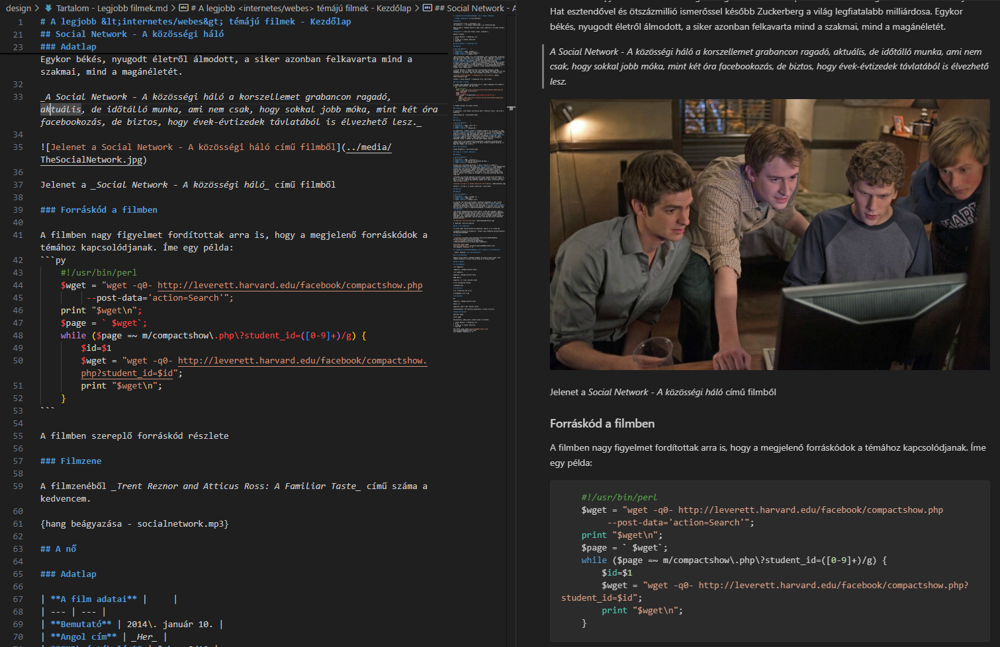 design > Tartalom - Legjobb filmek.md > # A legjobb <internetes/webes> témájú filmek - Kezdőlap > ## Social Network - A
1 # A legjobb &lt;internetes/webes&gt; témájú filmek - Kezdőlap
21 ## Social Network - A közösségi háló
23 ### Adatlap
Egykor békés, nyugodt életről álmodott, a siker azonban felkavarta mind a
szakmai, mind a magánéletét.
32
33 _A Social Network - A közösségi háló a korszellemet grabancon ragadó,
aktuális, de időtálló munka, ami nem csak, hogy sokkal jobb móka, mint két óra
facebookozás, de biztos, hogy évek-évtizedek távlatából is élvezhető lesz._
34
35 ![Jelenet a Social Network - A közösségi háló című filmből](../media/
TheSocialNetwork.jpg)
36
37 Jelenet a _Social Network - A közösségi háló_ című filmből
38
39 ### Forráskód a filmben
40
41 A filmben nagy figyelmet fordítottak arra is, hogy a megjelenő forráskódok a
témához kapcsolódjanak. Íme egy példa:
42 ```py
43 #!/usr/bin/perl
44 $wget = "wget -q0- http://leverett.harvard.edu/facebook/compactshow.php
45 --post-data='action=Search'";
46 print "$wget\n";
47 $page = ` $wget`;
48 while ($page =~ m/compactshow\.php\?student_id=([0-9]+)/g) {
49 $id=$1
50 $wget = "wget -q0- http://leverett.harvard.edu/facebook/compactshow.
php?student_id=$id";
51 print "$wget\n";
52 }
53 ```
54
55 A filmben szereplő forráskód részlete
56
57 ### Filmzene
58
59 A filmzenéből _Trent Reznor and Atticus Ross: A Familiar Taste_ című száma a
kedvencem.
60
61 {hang beágyazása - socialnetwork.mp3}
62
63 ## A nő
64
65 ### Adatlap
66
67 | **A film adatai** | |
68 | --- | --- |
69 | **Bemutató** | 2014\. január 10. |
70 | **Angol cím** | _Her_ |
Hat esztendővel és ötszázmillió ismerőssel később Zuckerberg a világ legfiatalabb milliárdosa. Egykor
békés, nyugodt életről álmodott, a siker azonban felkavarta mind a szakmai, mind a magánéletét.
A Social Network - A közösségi háló a korszellemet grabancon ragadó, aktuális, de időtálló munka, ami nem
csak, hogy sokkal jobb móka, mint két óra facebookozás, de biztos, hogy évek-évtizedek távlatából is élvezhető
lesz.
Jelenet a Social Network - A közösségi háló című filmből
Forráskód a filmben
A filmben nagy figyelmet fordítottak arra is, hogy a megjelenő forráskódok a témához kapcsolódjanak. Íme
egy példa:
#!/usr/bin/perl
$wget = "wget -q0- http://leverett.harvard.edu/facebook/compactshow.php
--post-data='action=Search'";
print "$wget\n";
$page = ` $wget`;
while ($page =~ m/compactshow\.php\?student_id=([0-9]+)/g) {
$id=$1
$wget = "wget -q0- http://leverett.harvard.edu/facebook/compactshow.php?
student_id=$id";
print "$wget\n";
}